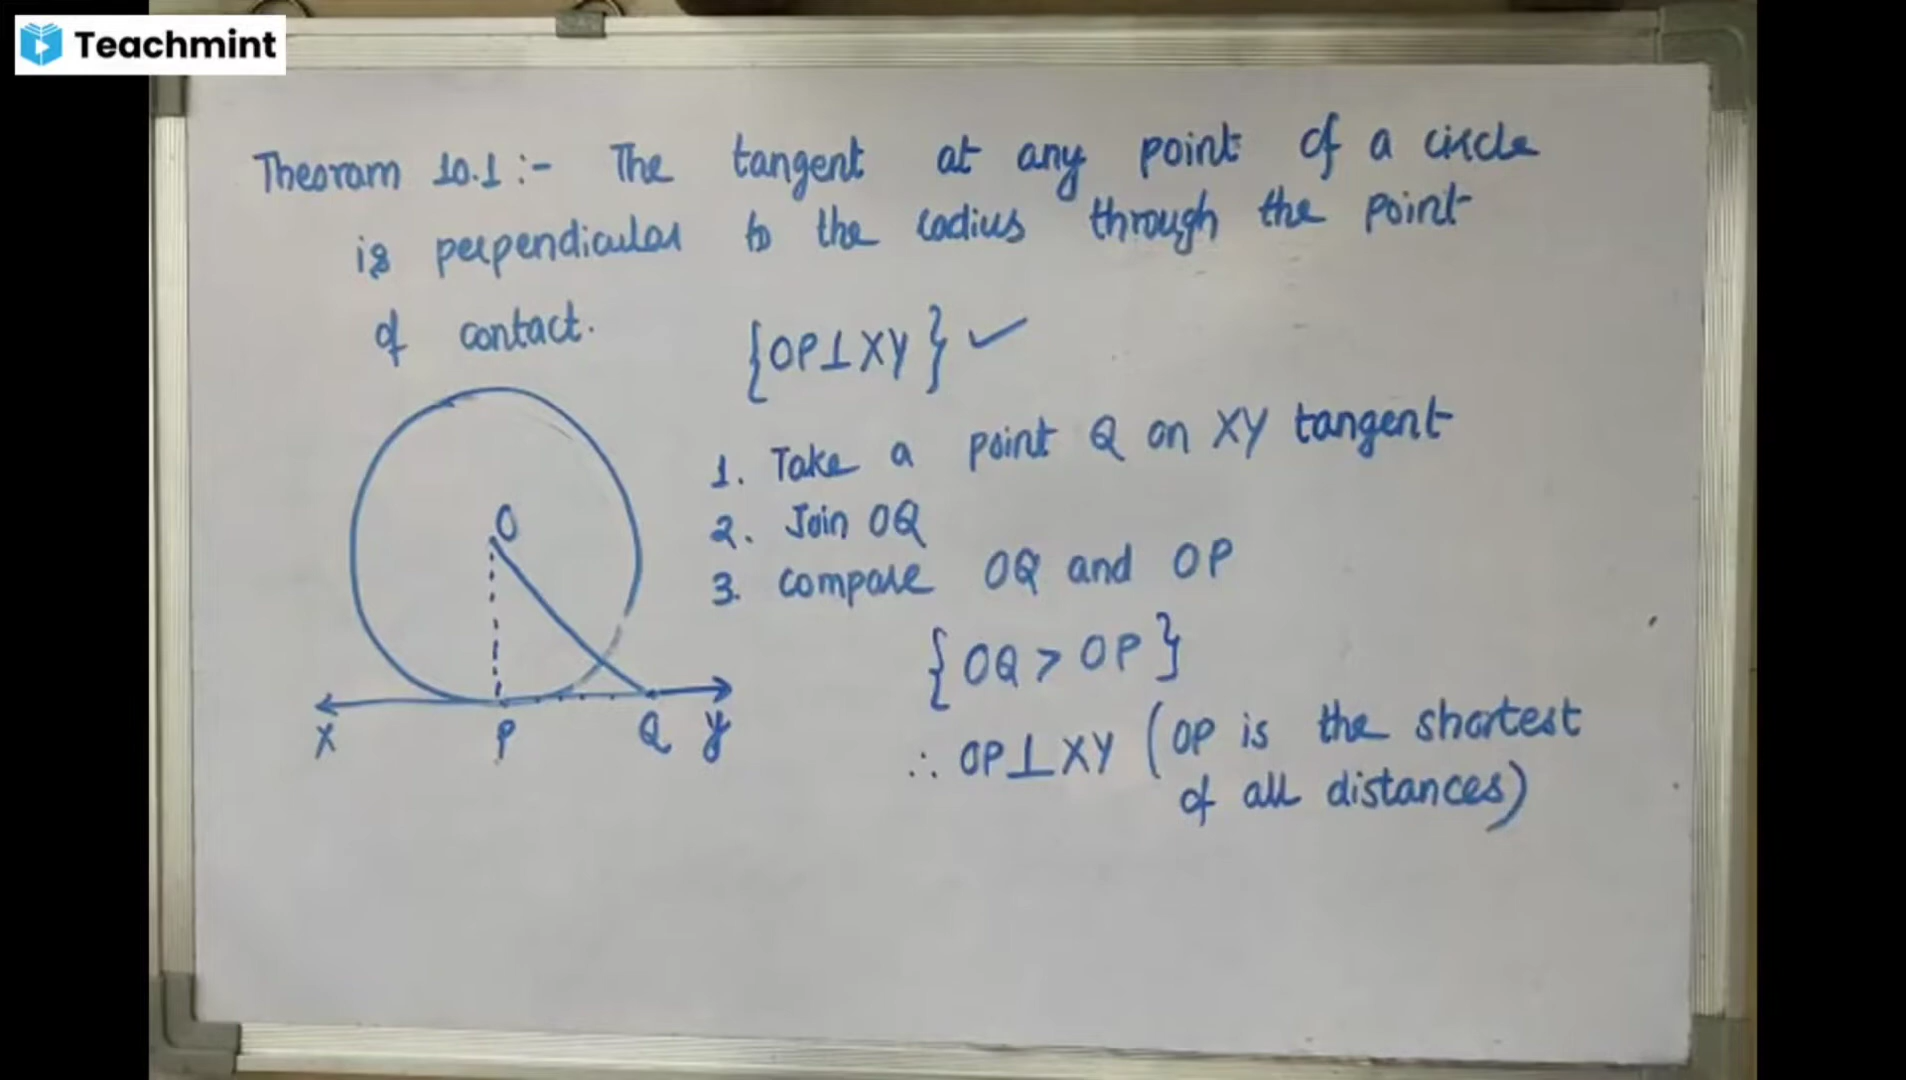 Teachmint
Theoram 10.1 :- The tangent at any point of a circle
is perpendicular to the radius through the point
of contact.
{OP⊥XY} ✓
1. Take a point Q on XY tangent
2. Join OQ
3. compare OQ and OP
{OQ > OP}
∴ OP⊥XY (OP is the shortest
of all distances)
O
X P Q y